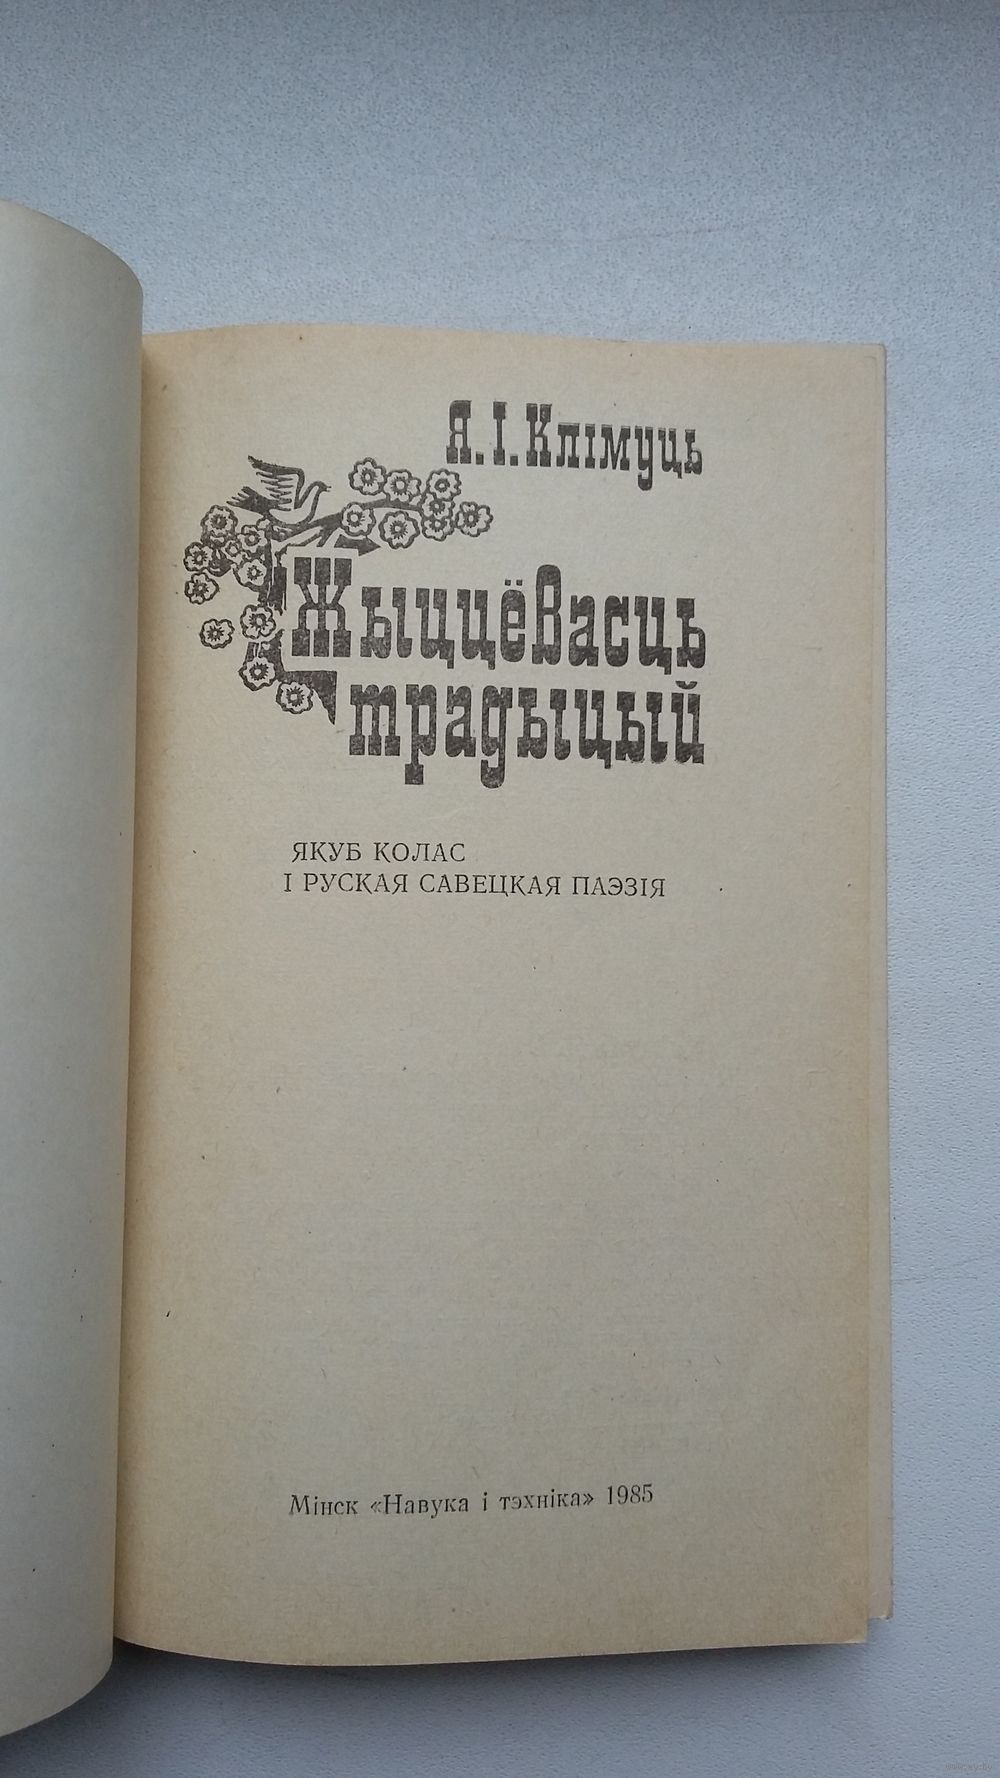 Я. І. Клімуць
Жыццёвасць
традыцый
ЯКУБ КОЛАС
І РУСКАЯ САВЕЦКАЯ ПАЭЗІЯ
Мінск «Навука і тэхніка» 1985